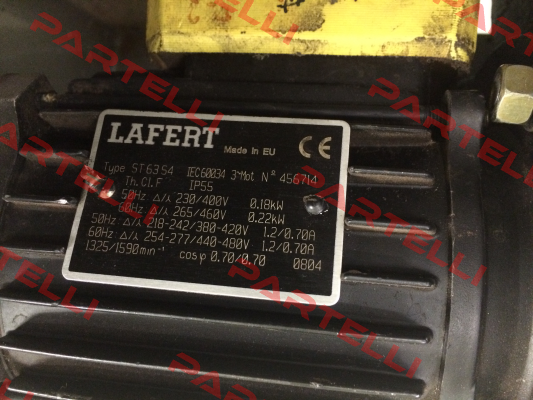 LAFERT
Made in EU
CE
Type ST63S4 IEC60034 3~Mot Nº 456714
Th.Cl.F IP55
50Hz Δ/⅄ 230/400V 0.18kW
60Hz Δ/⅄ 265/460V 0.22kW
50Hz Δ/⅄ 218-242/380-420V 1.2/0.70A
60Hz Δ/⅄ 254-277/440-480V 1.2/0.70A
1325/1590min⁻¹ cosφ 0.70/0.70 0804
PARTELLI
PARTELLI
PARTELLI
PARTELLI
PARTELLI
PARTELLI